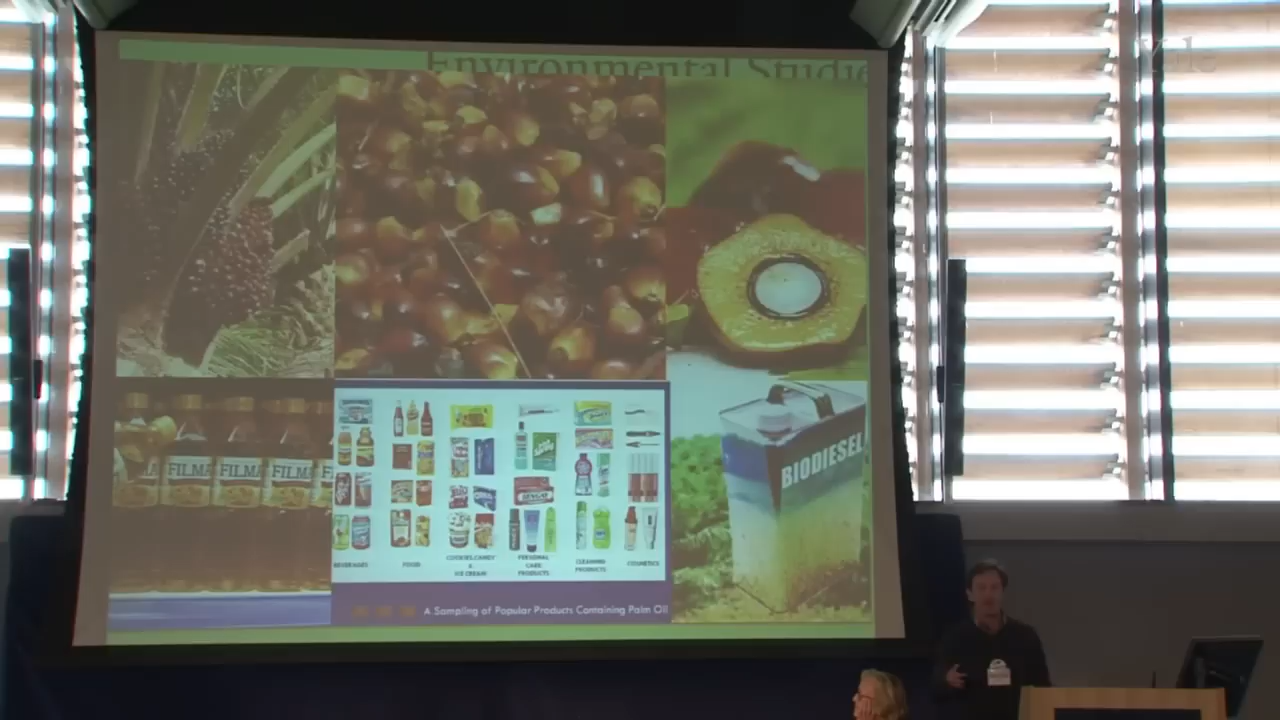 Yale
Environmental Studie
FILMA
FILMA
FILMA
BIODIESEL
BEVERAGES
FOOD
COOKIES, CANDY
&
ICE CREAM
PERSONAL
CARE
PRODUCTS
CLEANING
PRODUCTS
COSMETICS
A Sampling of Popular Products Containing Palm Oil